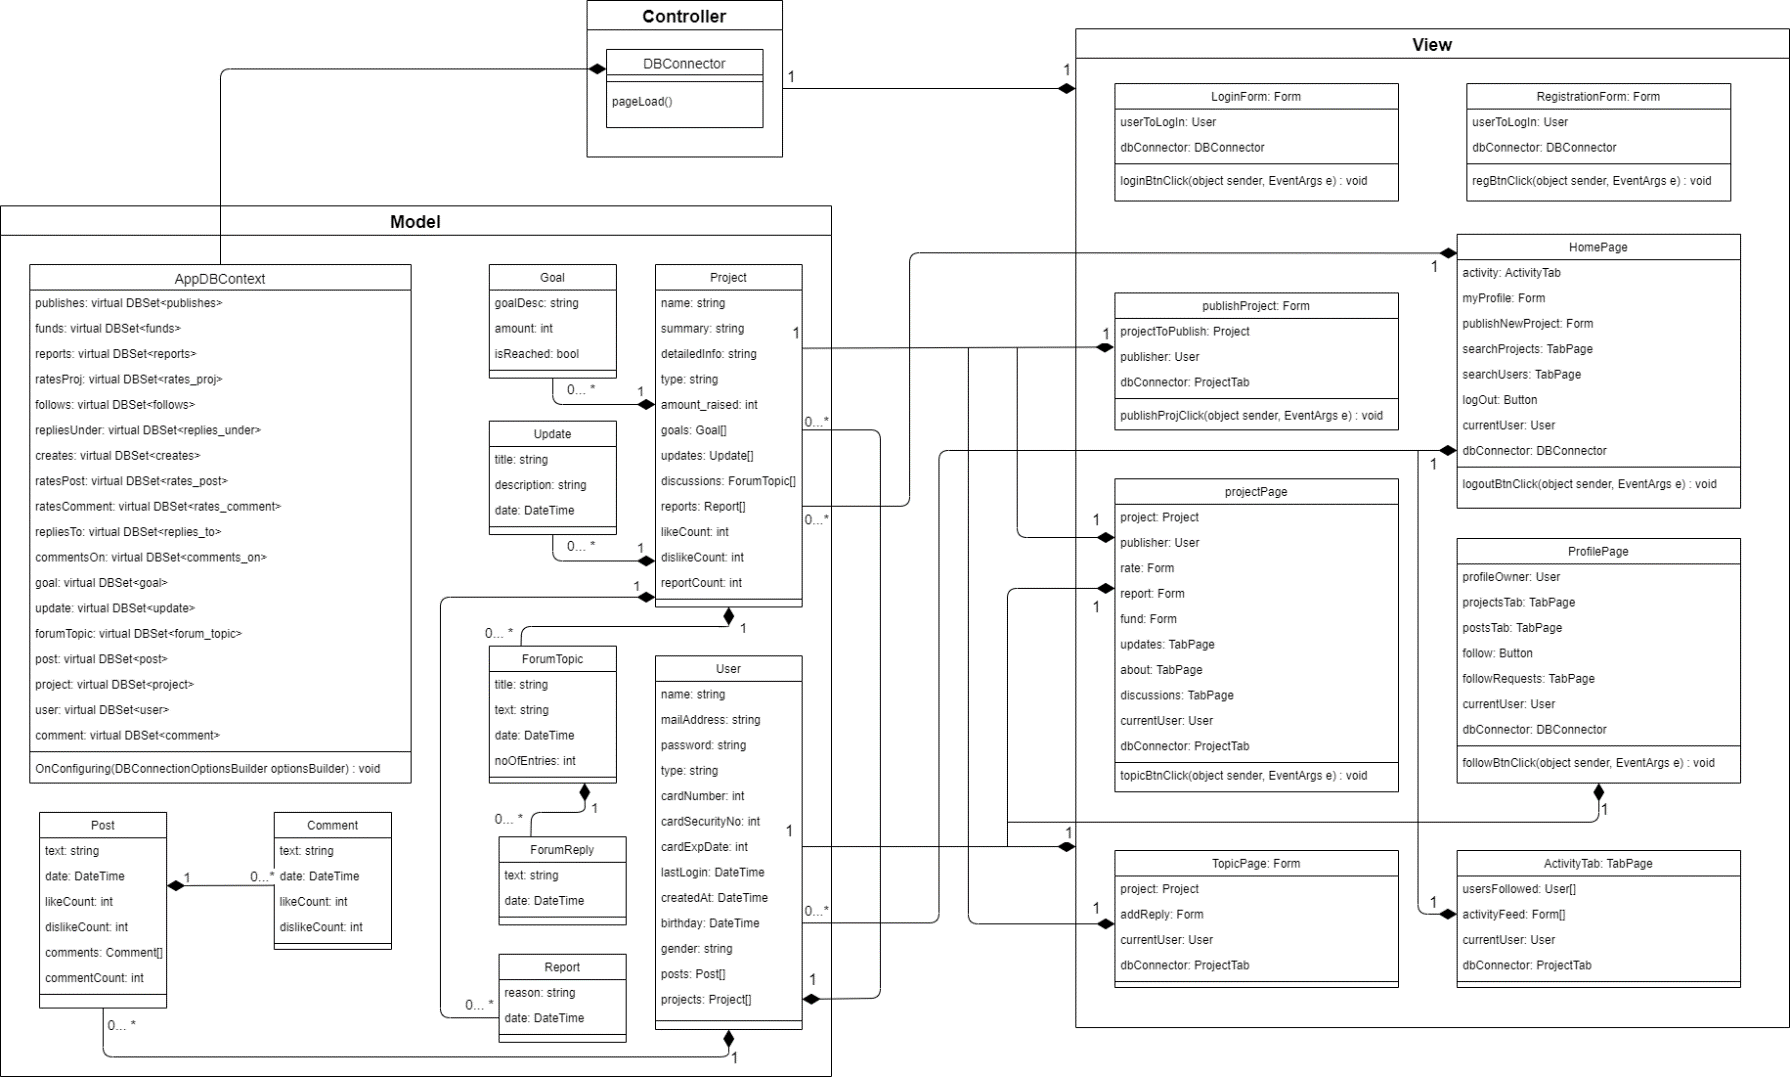 Controller
DBConnector
pageLoad()
1
1
View
LoginForm: Form
userToLogIn: User
dbConnector: DBConnector
loginBtnClick(object sender, EventArgs e) : void
RegistrationForm: Form
userToLogIn: User
dbConnector: DBConnector
regBtnClick(object sender, EventArgs e) : void
HomePage
activity: ActivityTab
myProfile: Form
publishNewProject: Form
searchProjects: TabPage
searchUsers: TabPage
logOut: Button
currentUser: User
dbConnector: DBConnector
logoutBtnClick(object sender, EventArgs e) : void
1
1
publishProject: Form
projectToPublish: Project
publisher: User
dbConnector: ProjectTab
publishProjClick(object sender, EventArgs e) : void
1
projectPage
project: Project
publisher: User
rate: Form
report: Form
fund: Form
updates: TabPage
about: TabPage
discussions: TabPage
currentUser: User
dbConnector: ProjectTab
topicBtnClick(object sender, EventArgs e) : void
1
1
ProfilePage
profileOwner: User
projectsTab: TabPage
postsTab: TabPage
follow: Button
followRequests: TabPage
currentUser: User
dbConnector: DBConnector
followBtnClick(object sender, EventArgs e) : void
1
1
TopicPage: Form
project: Project
addReply: Form
currentUser: User
dbConnector: ProjectTab
1
ActivityTab: TabPage
usersFollowed: User[]
activityFeed: Form[]
currentUser: User
dbConnector: ProjectTab
1
Model
AppDBContext
publishes: virtual DBSet<publishes>
funds: virtual DBSet<funds>
reports: virtual DBSet<reports>
ratesProj: virtual DBSet<rates_proj>
follows: virtual DBSet<follows>
repliesUnder: virtual DBSet<replies_under>
creates: virtual DBSet<creates>
ratesPost: virtual DBSet<rates_post>
ratesComment: virtual DBSet<rates_comment>
repliesTo: virtual DBSet<replies_to>
commentsOn: virtual DBSet<comments_on>
goal: virtual DBSet<goal>
update: virtual DBSet<update>
forumTopic: virtual DBSet<forum_topic>
post: virtual DBSet<post>
project: virtual DBSet<project>
user: virtual DBSet<user>
comment: virtual DBSet<comment>
OnConfiguring(DBConnectionOptionsBuilder optionsBuilder) : void
Goal
goalDesc: string
amount: int
isReached: bool
0... *
1
Update
title: string
description: string
date: DateTime
0... *
1
1
Project
name: string
summary: string
detailedInfo: string
type: string
amount_raised: int
goals: Goal[]
updates: Update[]
discussions: ForumTopic[]
reports: Report[]
likeCount: int
dislikeCount: int
reportCount: int
1
0...*
0...*
1
0... *
ForumTopic
title: string
text: string
date: DateTime
noOfEntries: int
1
0... *
ForumReply
text: string
date: DateTime
Report
reason: string
date: DateTime
0... *
User
name: string
mailAddress: string
password: string
type: string
cardNumber: int
cardSecurityNo: int
cardExpDate: int
lastLogin: DateTime
createdAt: DateTime
birthday: DateTime
gender: string
posts: Post[]
projects: Project[]
1
0...*
1
1
Post
text: string
date: DateTime
likeCount: int
dislikeCount: int
comments: Comment[]
commentCount: int
0... *
1
0...*
Comment
text: string
date: DateTime
likeCount: int
dislikeCount: int